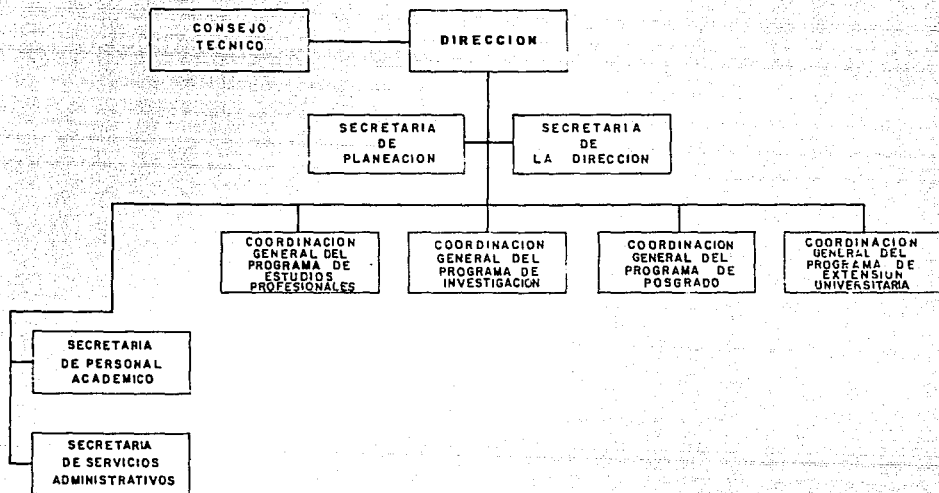 CONSEJO
TECNICO
DIRECCION
SECRETARIA
DE
PLANEACION
SECRETARIA
DE
LA DIRECCION
COORDINACION
GENERAL DEL
PROGRAMA DE
ESTUDIOS
PROFESIONALES
COORDINACION
GENERAL DEL
PROGRAMA DE
INVESTIGACION
COORDINACION
GENERAL DEL
PROGRAMA DE
POSGRADO
COORDINACION
GENERAL DEL
PROGRAMA DE
EXTENSION
UNIVERSITARIA
SECRETARIA
DE PERSONAL
ACADEMICO
SECRETARIA
DE SERVICIOS
ADMINISTRATIVOS